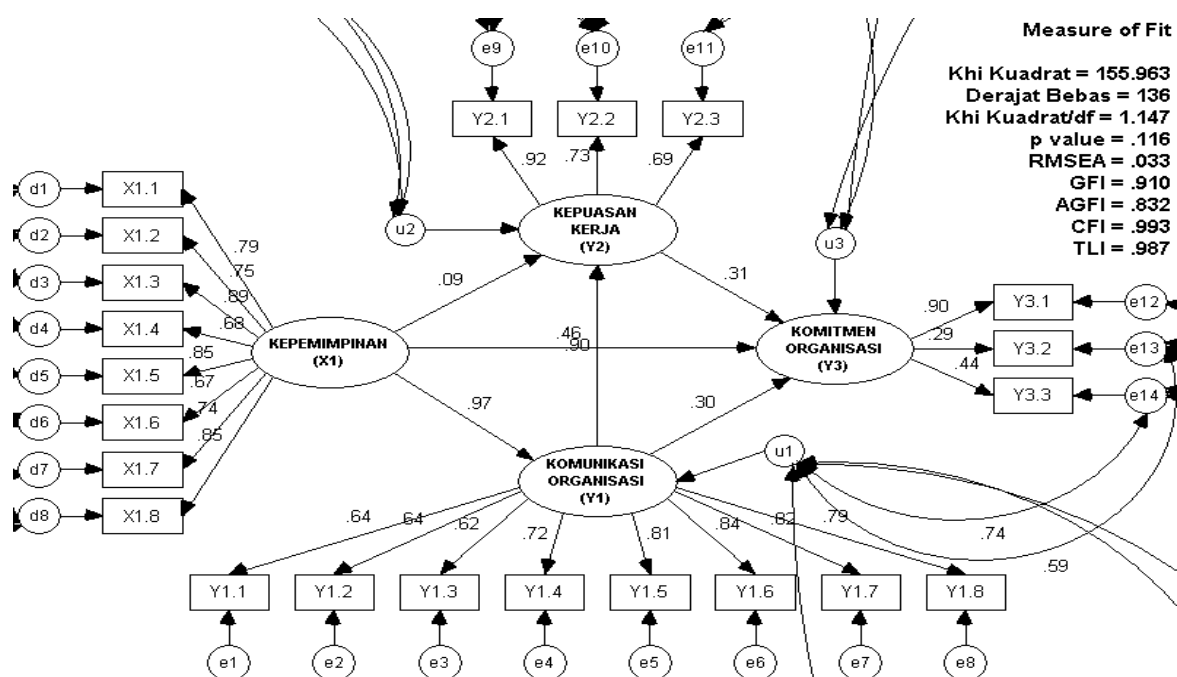 Measure of Fit
Khi Kuadrat = 155.963
Derajat Bebas = 136
Khi Kuadrat/df = 1.147
p value = .116
RMSEA = .033
GFI = .910
AGFI = .832
CFI = .993
TLI = .987
e9
e10
e11
Y2.1
Y2.2
Y2.3
.92
.73
.69
d1
X1.1
d2
X1.2
d3
X1.3
d4
X1.4
d5
X1.5
d6
X1.6
d7
X1.7
d8
X1.8
.79
.75
.89
.68
.85
.67
.74
.85
u2
KEPUASAN
KERJA
(Y2)
u3
.09
.31
KEPEMIMPINAN
(X1)
.46
.90
KOMITMEN
ORGANISASI
(Y3)
.90
.29
.44
Y3.1
e12
Y3.2
e13
Y3.3
e14
.97
.30
KOMUNIKASI
ORGANISASI
(Y1)
u1
.64
.64
.62
.72
.81
.84
.82
.79
.74
.59
Y1.1
Y1.2
Y1.3
Y1.4
Y1.5
Y1.6
Y1.7
Y1.8
e1
e2
e3
e4
e5
e6
e7
e8